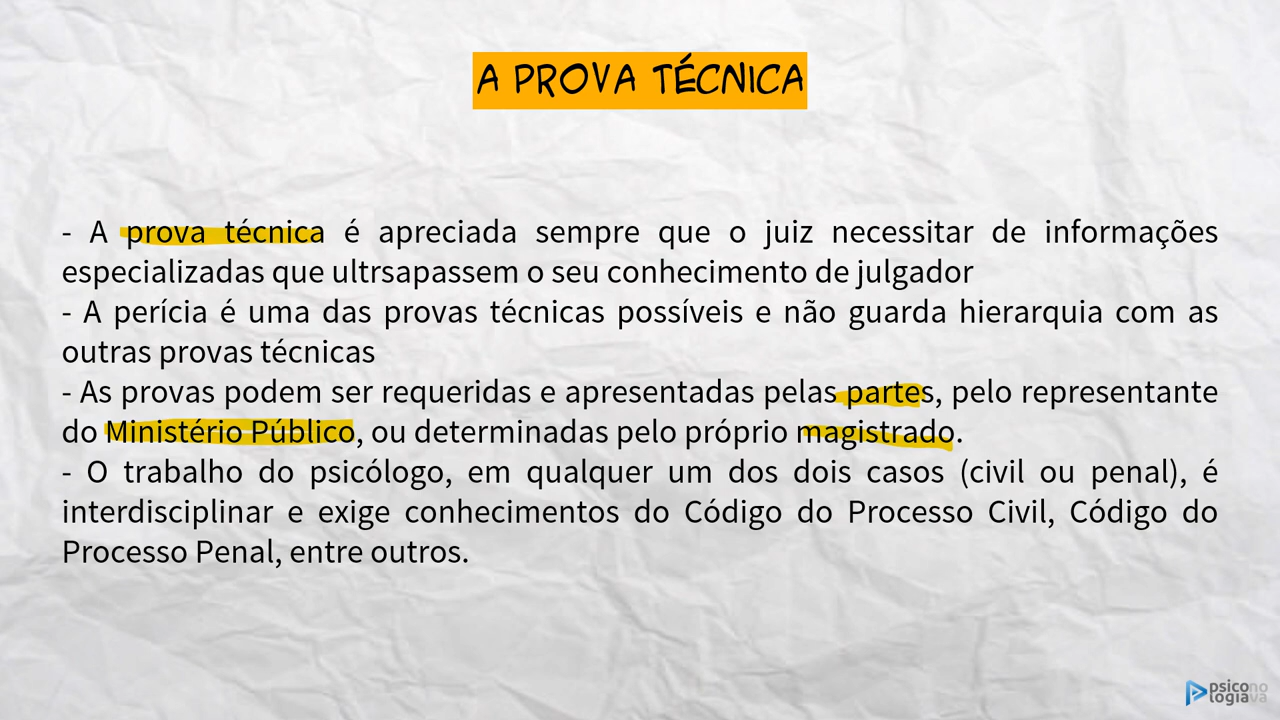 A PROVA TÉCNICA
- A prova técnica é apreciada sempre que o juiz necessitar de informações
especializadas que ultrsapassem o seu conhecimento de julgador
- A perícia é uma das provas técnicas possíveis e não guarda hierarquia com as
outras provas técnicas
- As provas podem ser requeridas e apresentadas pelas partes, pelo representante
do Ministério Público, ou determinadas pelo próprio magistrado.
- O trabalho do psicólogo, em qualquer um dos dois casos (civil ou penal), é
interdisciplinar e exige conhecimentos do Código do Processo Civil, Código do
Processo Penal, entre outros.
psicono
logiava